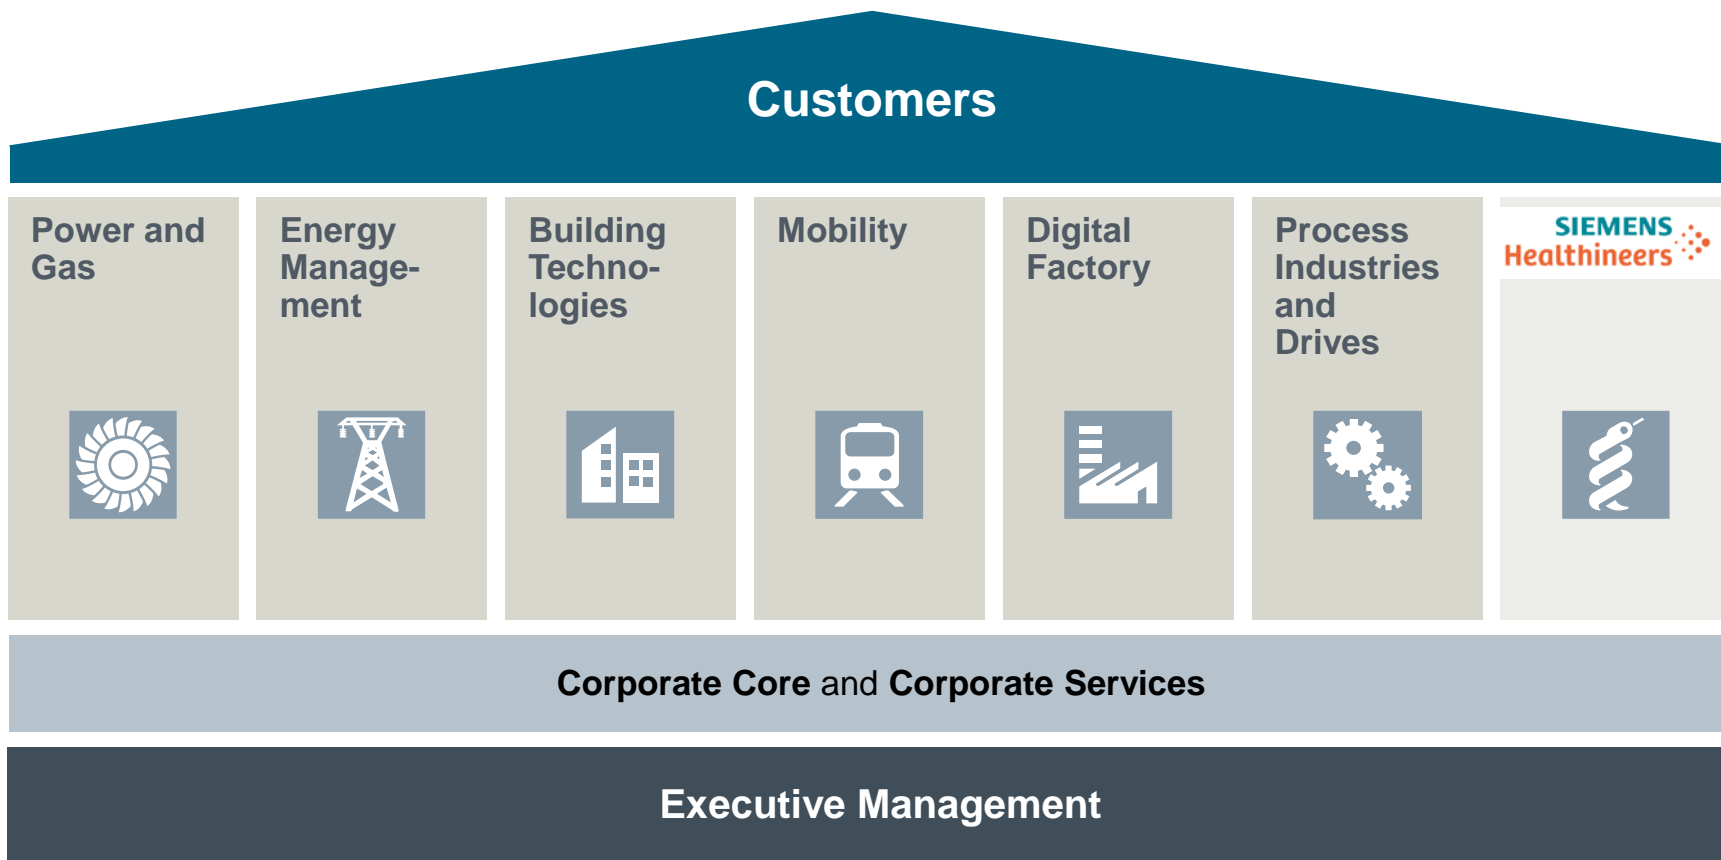 Customers
Power and
Gas
Energy
Manage-
ment
Building
Techno-
logies
Mobility
Digital
Factory
Process
Industries
and
Drives
SIEMENS
Healthineers
Corporate Core and Corporate Services
Executive Management